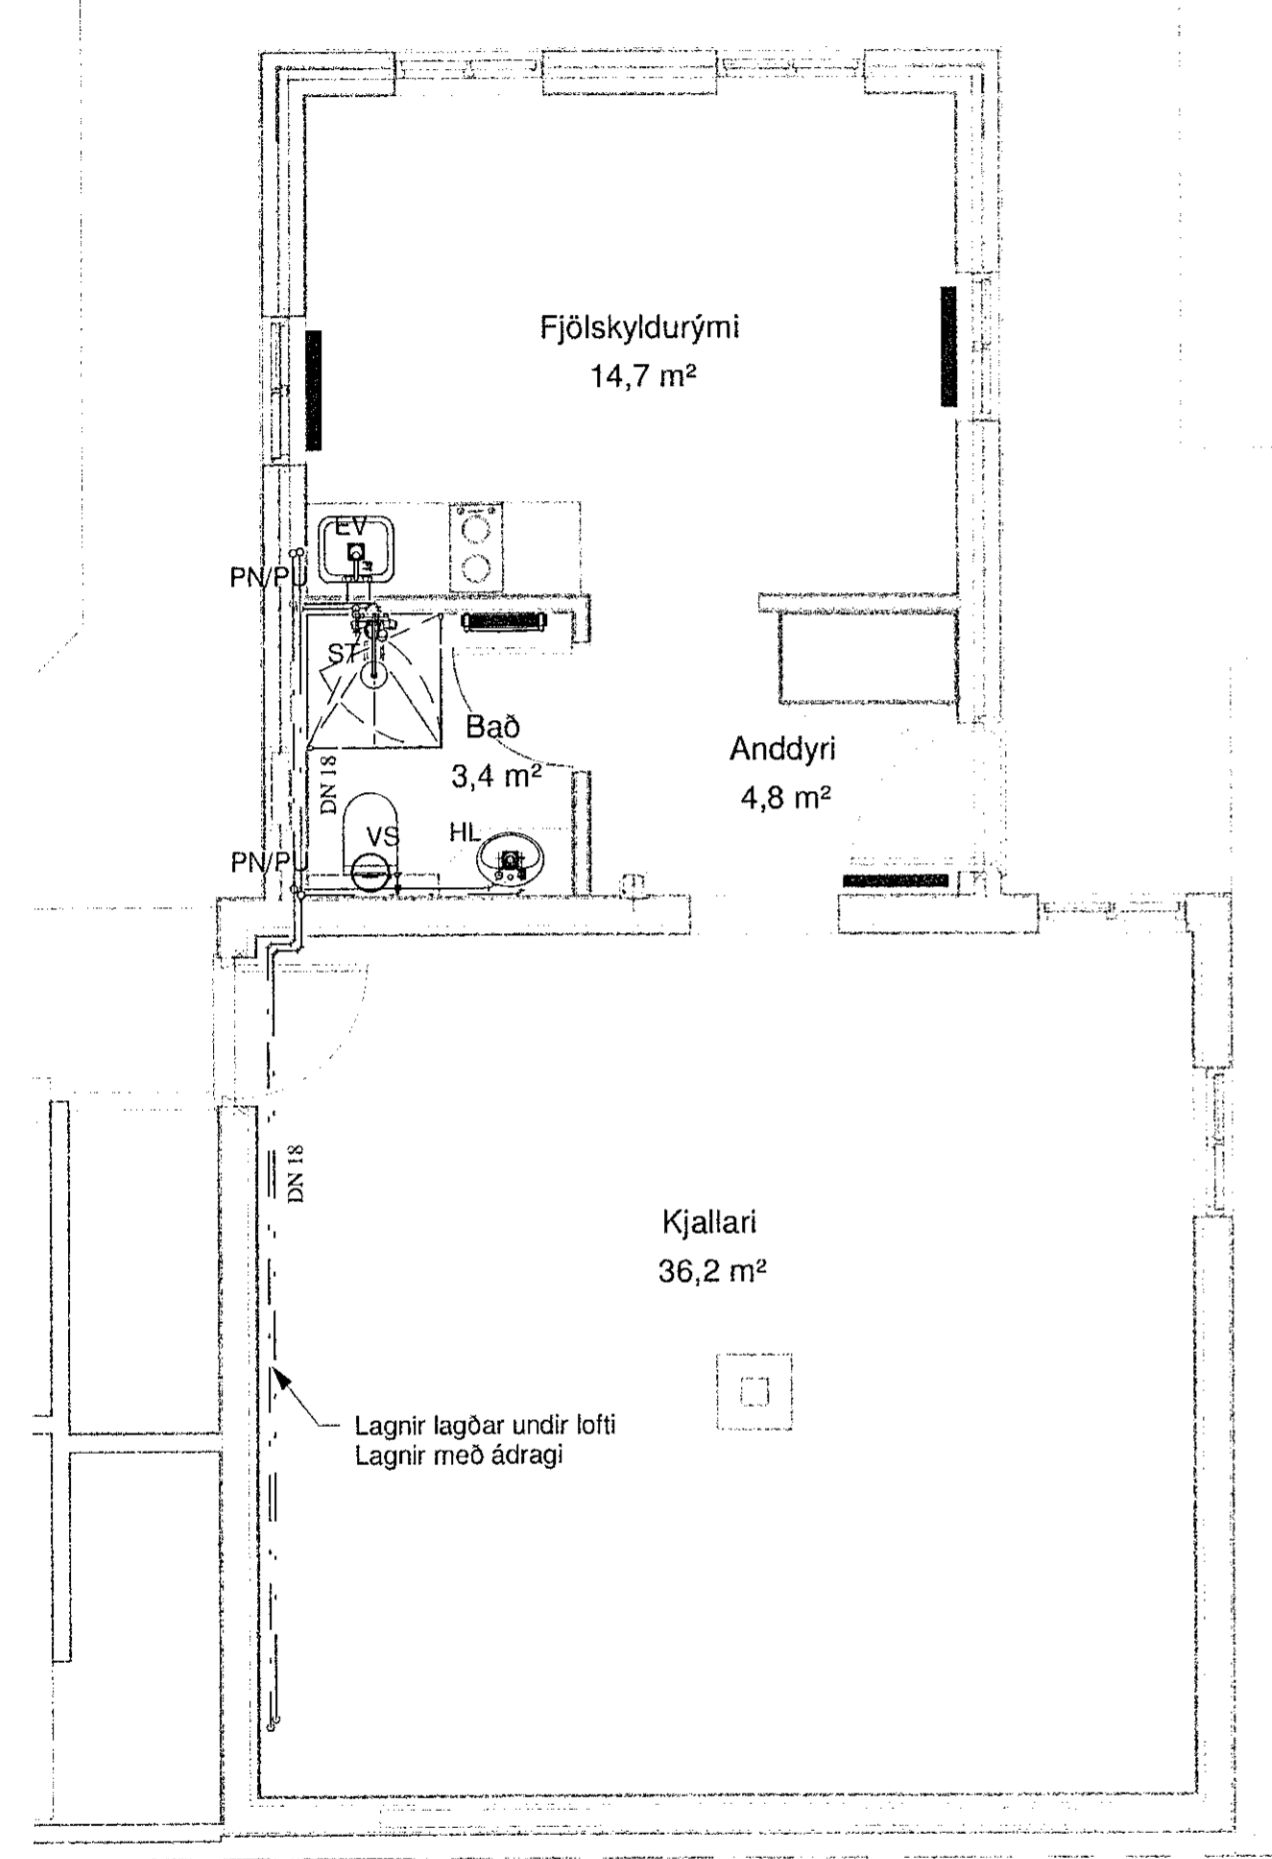 Fjölskyldurými
14,7 m²
EV
PN/PU
ST
Bað
3,4 m²
Anddyri
4,8 m²
DN 18
VS
HL
PN/PU
DN 18
Kjallari
36,2 m²
Lagnir lagðar undir lofti
Lagnir með ádragi